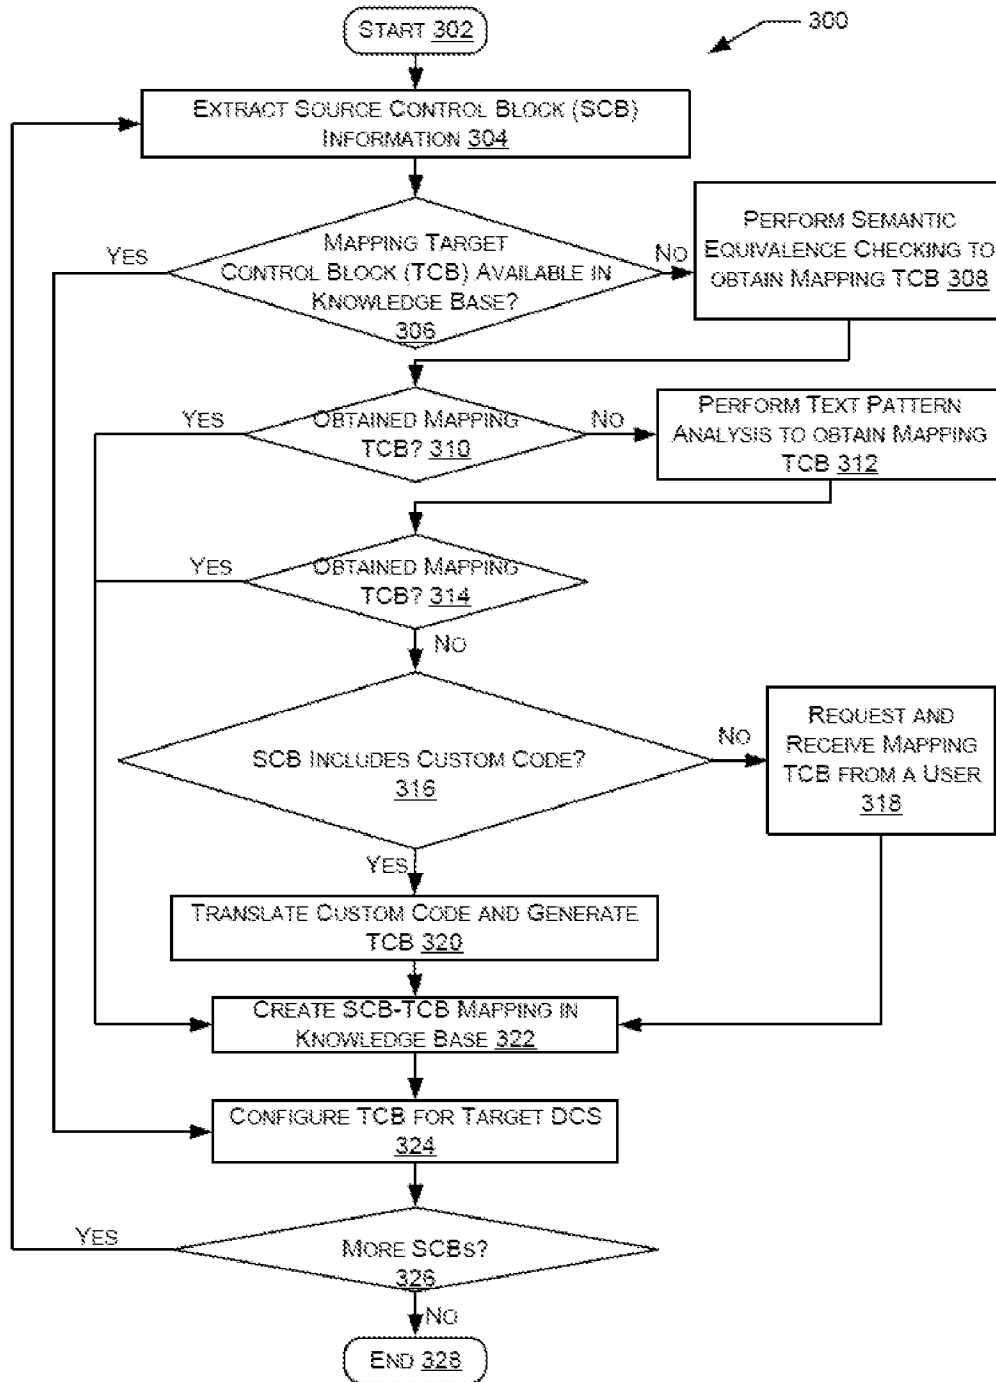 START 302
300
EXTRACT SOURCE CONTROL BLOCK (SCB)
INFORMATION 304
MAPPING TARGET
CONTROL BLOCK (TCB) AVAILABLE IN
KNOWLEDGE BASE?
306
YES
NO
PERFORM SEMANTIC
EQUIVALENCE CHECKING TO
OBTAIN MAPPING TCB 308
OBTAINED MAPPING
TCB? 310
YES
NO
PERFORM TEXT PATTERN
ANALYSIS TO OBTAIN MAPPING
TCB 312
OBTAINED MAPPING
TCB? 314
YES
NO
SCB INCLUDES CUSTOM CODE?
316
NO
REQUEST AND
RECEIVE MAPPING
TCB FROM A USER
318
YES
TRANSLATE CUSTOM CODE AND GENERATE
TCB 320
CREATE SCB-TCB MAPPING IN
KNOWLEDGE BASE 322
CONFIGURE TCB FOR TARGET DCS
324
YES
MORE SCBS?
326
NO
END 328